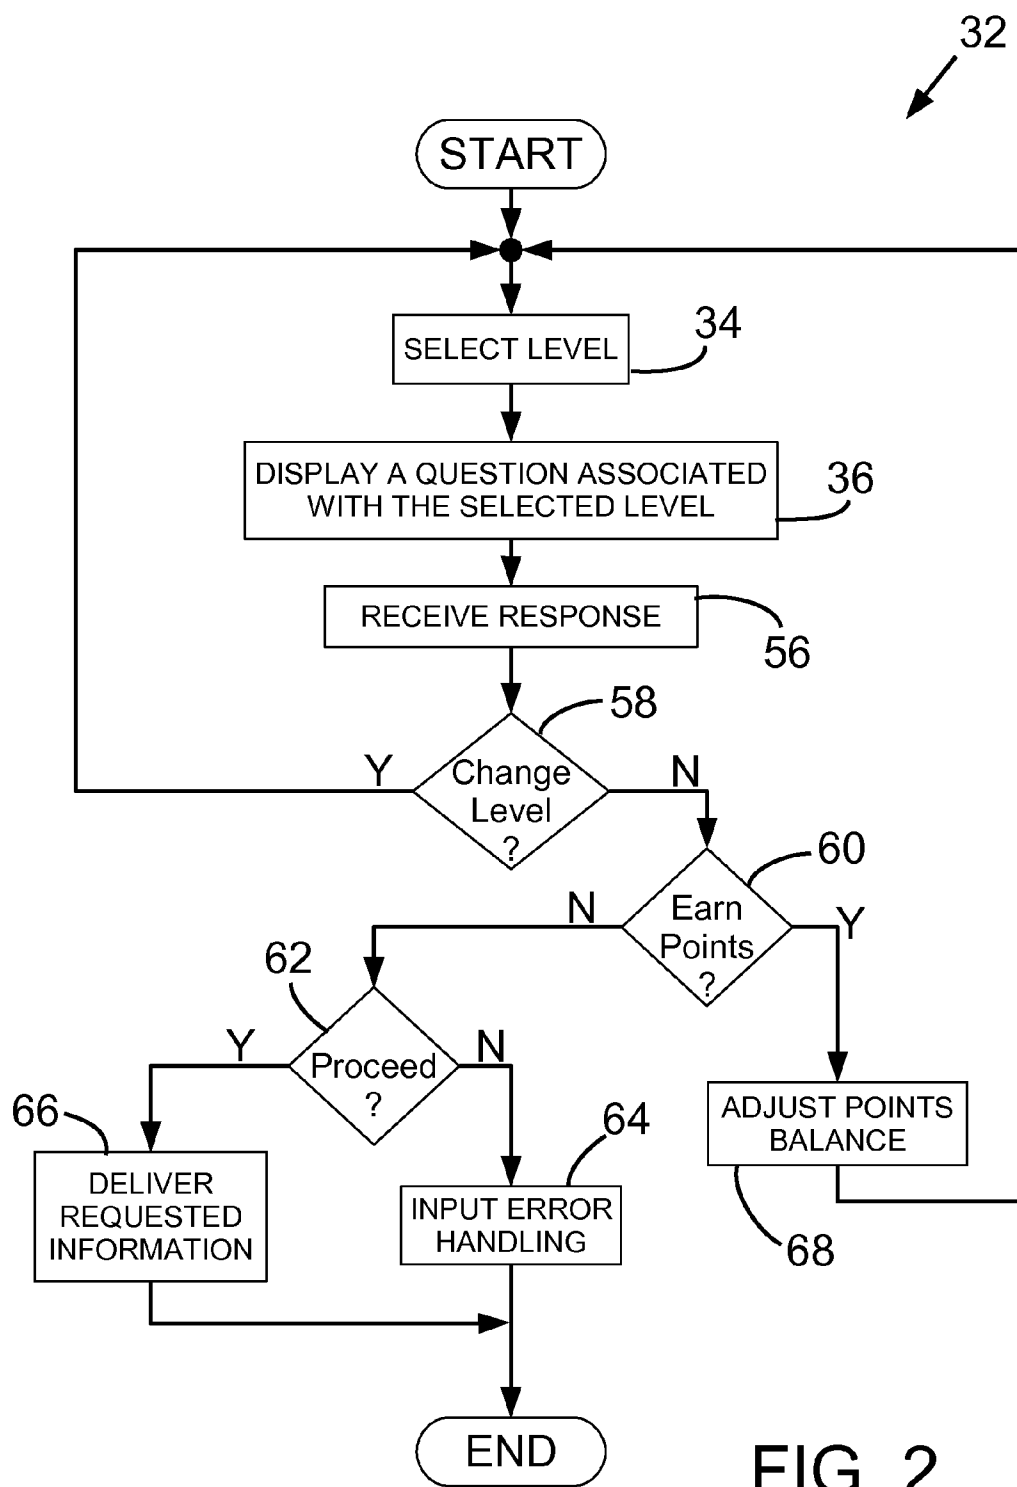 32
START
SELECT LEVEL
34
DISPLAY A QUESTION ASSOCIATED
WITH THE SELECTED LEVEL
36
RECEIVE RESPONSE
56
58
Change
Level
?
Y
N
60
Earn
Points
?
N
Y
62
Proceed
?
Y
N
66
DELIVER
REQUESTED
INFORMATION
64
INPUT ERROR
HANDLING
ADJUST POINTS
BALANCE
68
END
FIG. 2